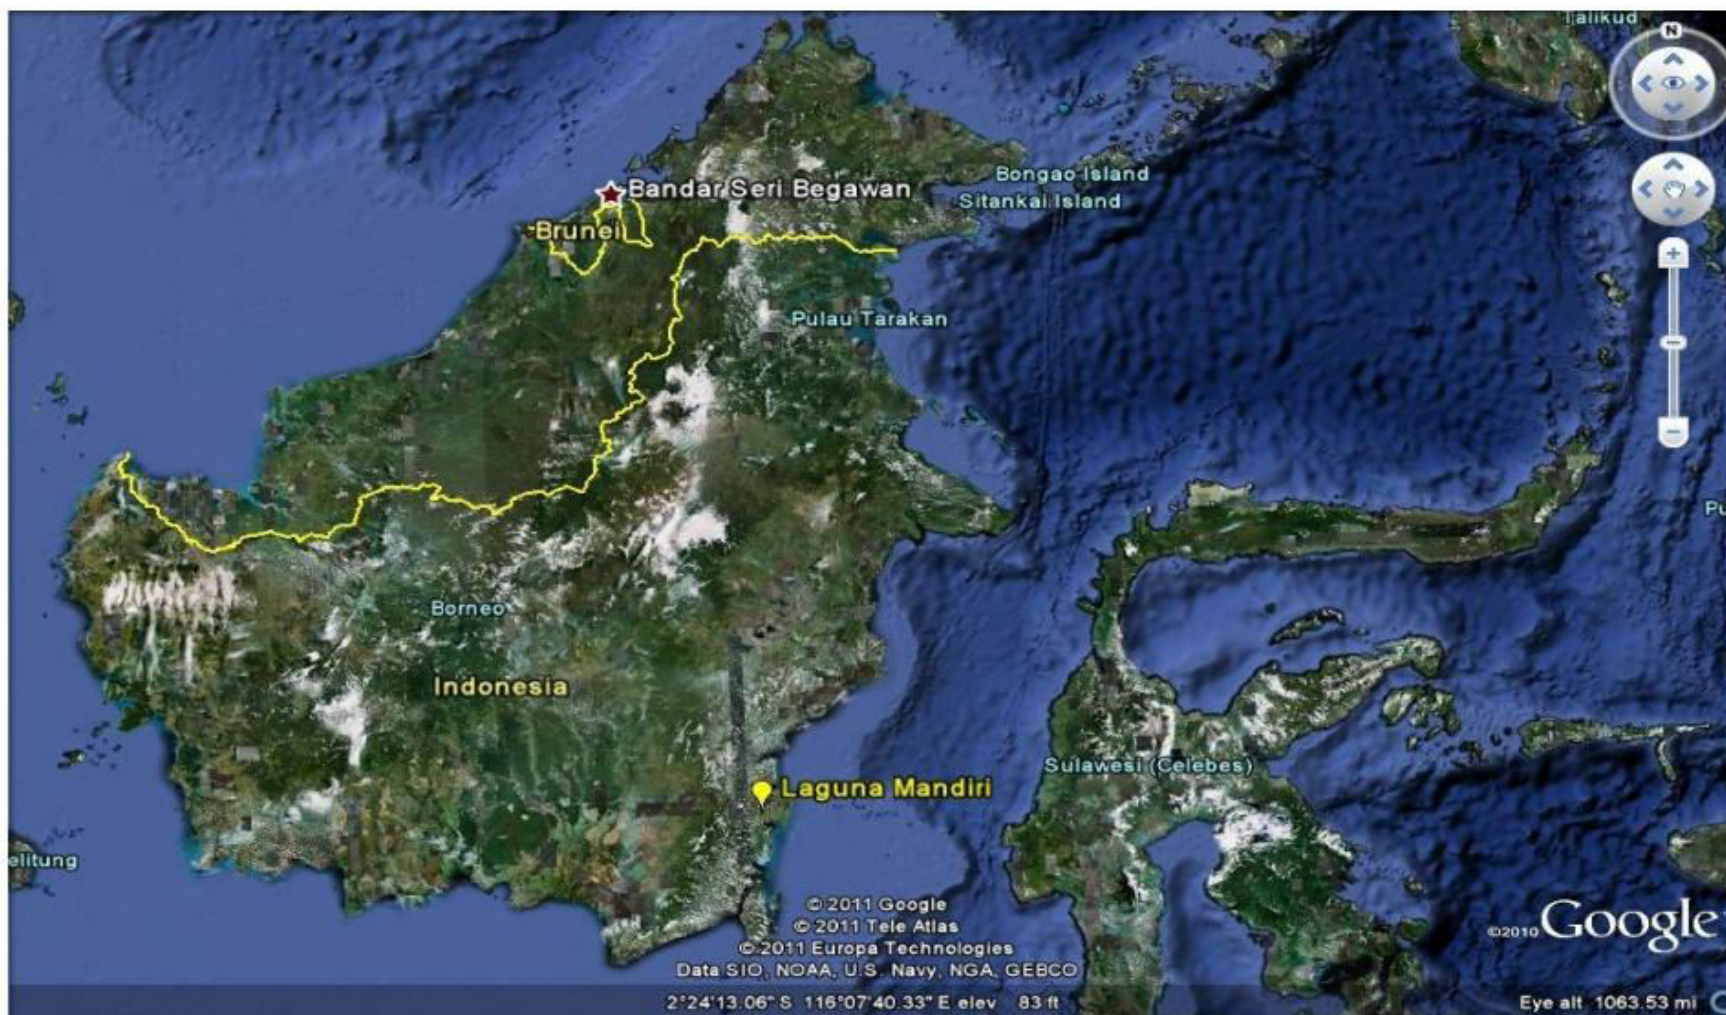 Talikud
N
Bandar Seri Begawan
Bongao Island
Sitankai Island
Brunei
Pulau Tarakan
Borneo
Indonesia
Laguna Mandiri
Sulawesi (Celebes)
elitung
Pu
© 2011 Google
© 2011 Tele Atlas
© 2011 Europa Technologies
Data SIO, NOAA, U.S. Navy, NGA, GEBCO
©2010 Google
2°24'13.06" S 116°07'40.33" E elev 83 ft
Eye alt 1063.53 mi